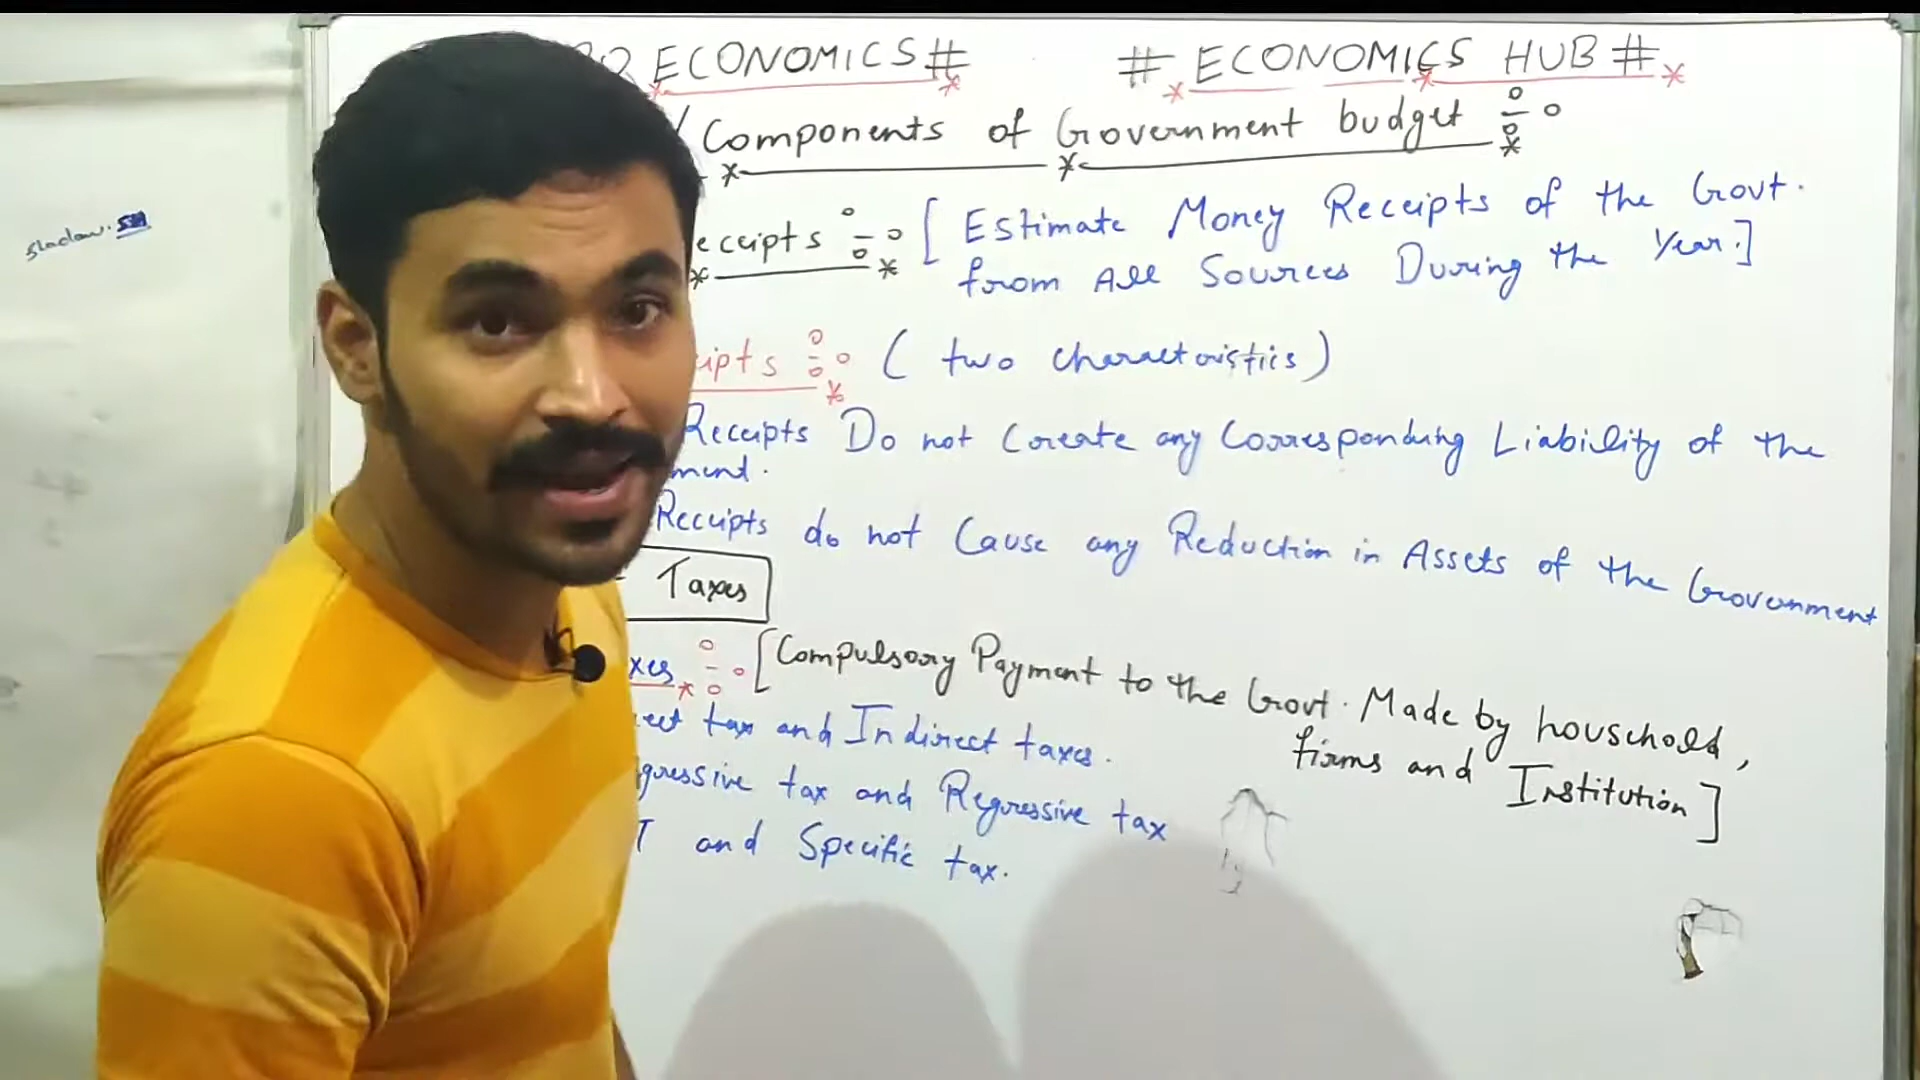 ECONOMICS# # ECONOMICS HUB #
Components of Government budget
eceipts [Estimate Money Receipts of the Govt.
from All Sources During the Year.]
ipts (two charactoristics)
Receipts Do not Create any Corresponding Liability of the
ment.
Receipts do not Cause any Reduction in Assets of the Government
Taxes
xes [Compulsory Payment to the Govt. Made by household,
firms and Institution]
ect tax and Indirect taxes.
gressive tax and Regressive tax
T and Specific tax.